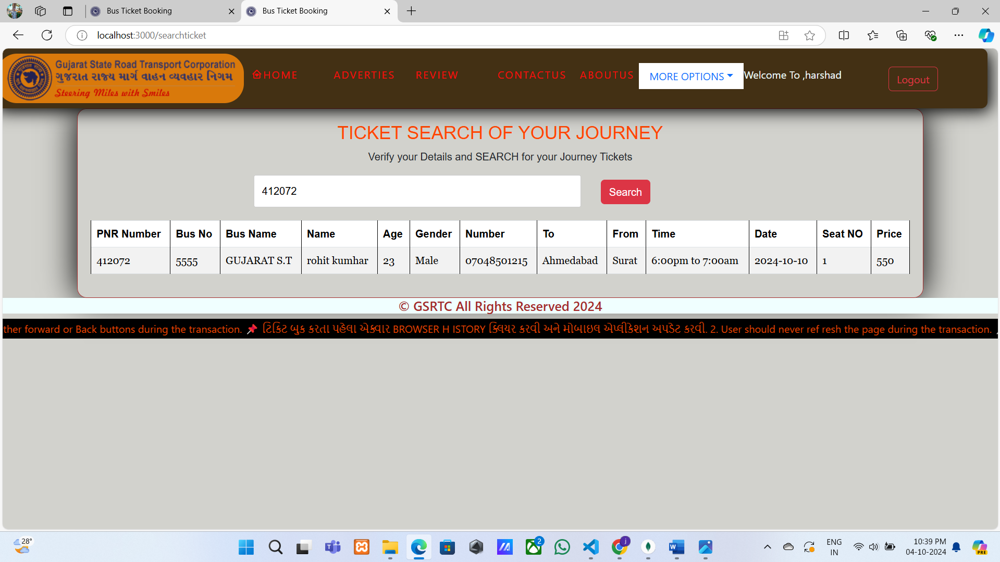 Bus Ticket Booking
Bus Ticket Booking
localhost:3000/searchticket
Gujarat State Road Transport Corporation
ગુજરાત રાજ્ય માર્ગ વાહન વ્યવહાર નિગમ
Steering Miles with Smiles
HOME ADVERTIES REVIEW CONTACTUS ABOUTUS MORE OPTIONS Welcome To ,harshad Logout
TICKET SEARCH OF YOUR JOURNEY
Verify your Details and SEARCH for your Journey Tickets
412072 Search
PNR Number Bus No Bus Name Name Age Gender Number To From Time Date Seat NO Price
412072 5555 GUJARAT S.T rohit kumhar 23 Male 07048501215 Ahmedabad Surat 6:00pm to 7:00am 2024-10-10 1 550
© GSRTC All Rights Reserved 2024
ther forward or Back buttons during the transaction. 📌 ટિકિટ બુક કરતા પહેલા એકવાર BROWSER H ISTORY ક્લિયર કરવી અને મોબાઇલ એપ્લીકેશન અપડેટ કરવી. 2. User should never ref resh the page during the transaction.
28°
2
j
ENG
IN
10:39 PM
04-10-2024
PRE